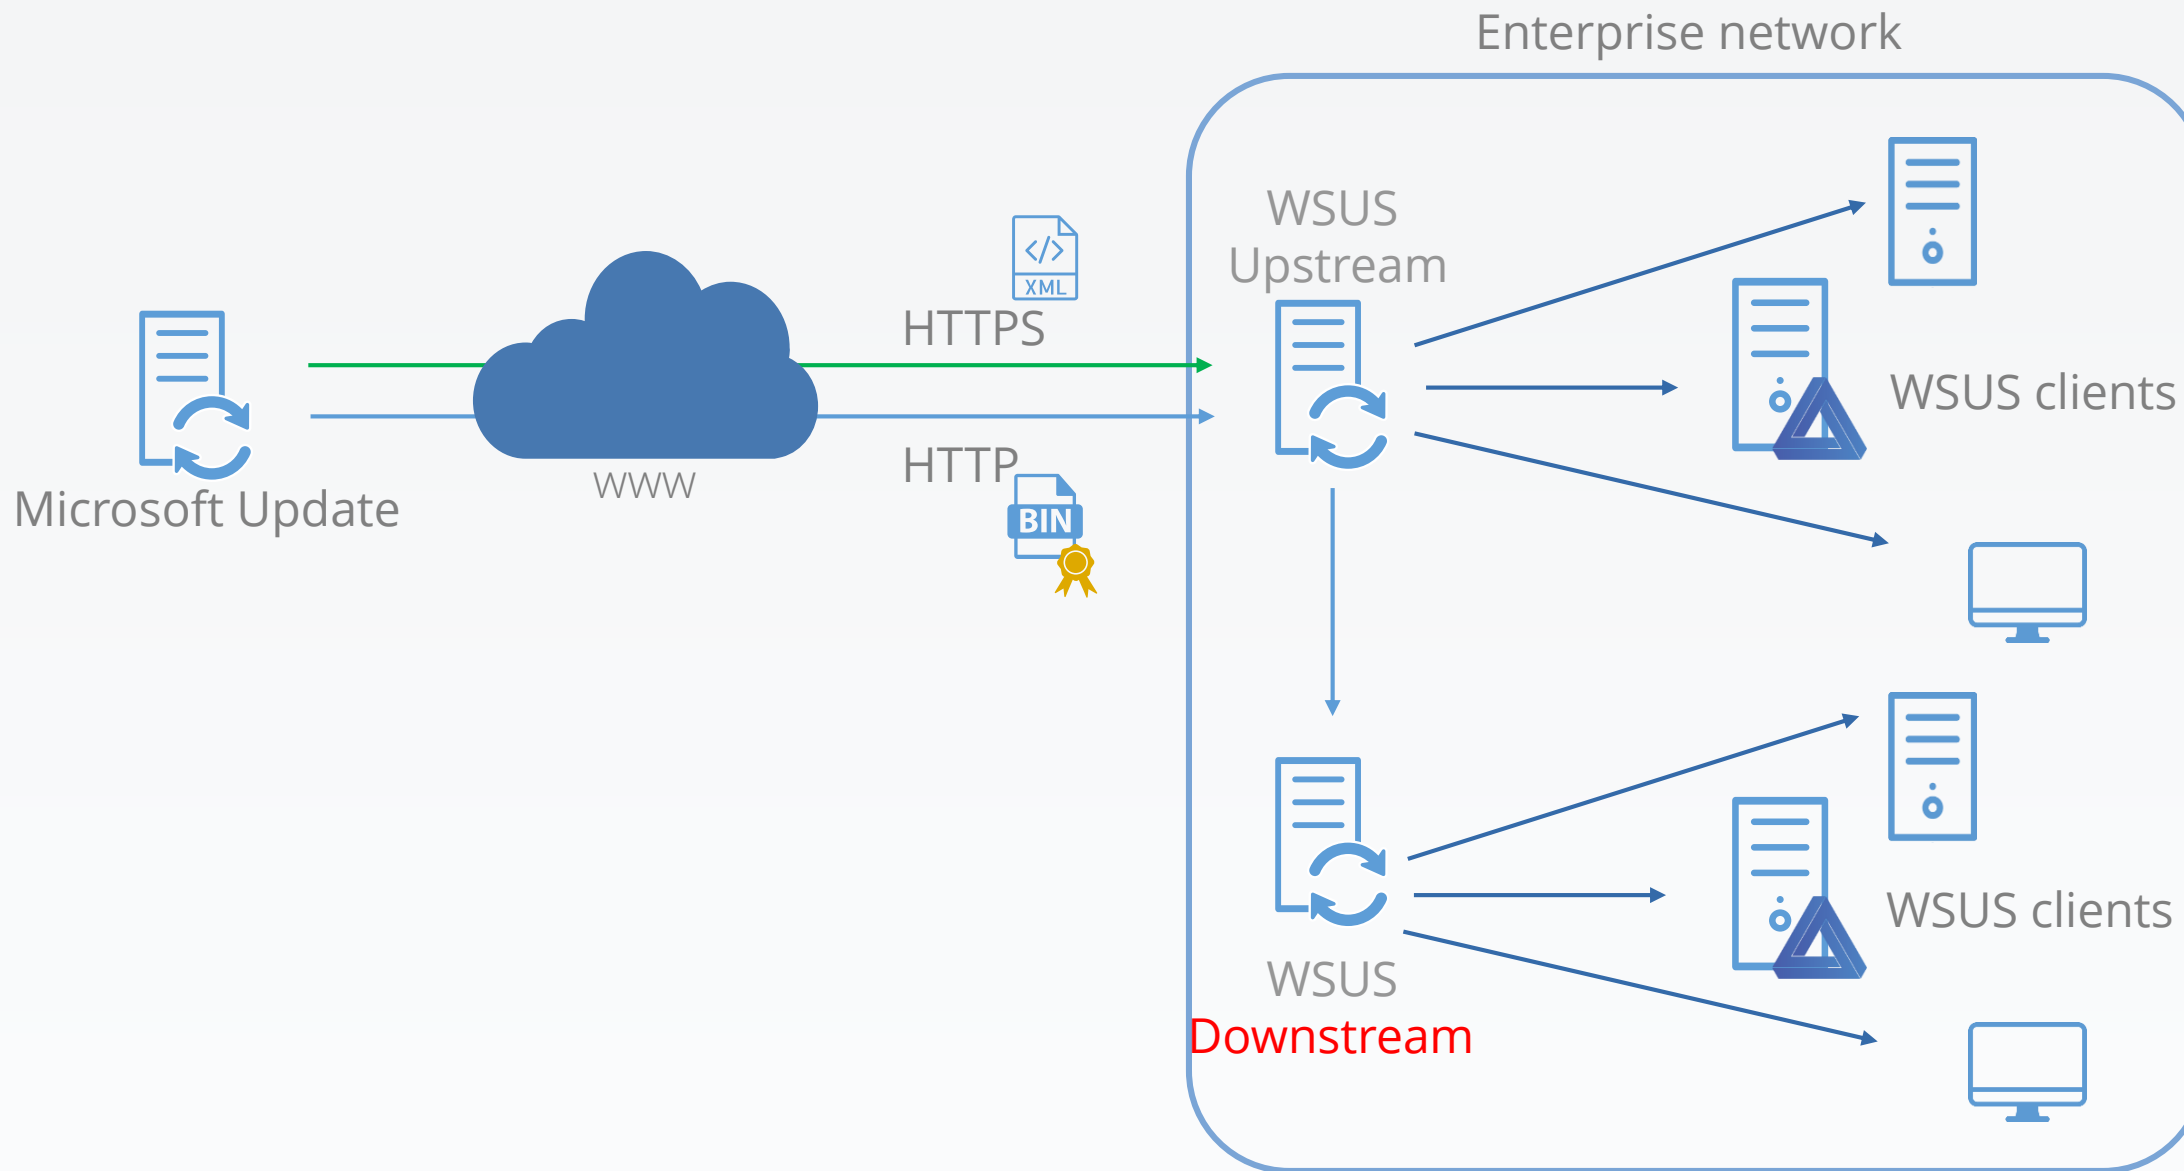 Enterprise network
WSUS
Upstream
XML
HTTPS
WSUS clients
HTTP
WWW
Microsoft Update
BIN
WSUS clients
WSUS
Downstream